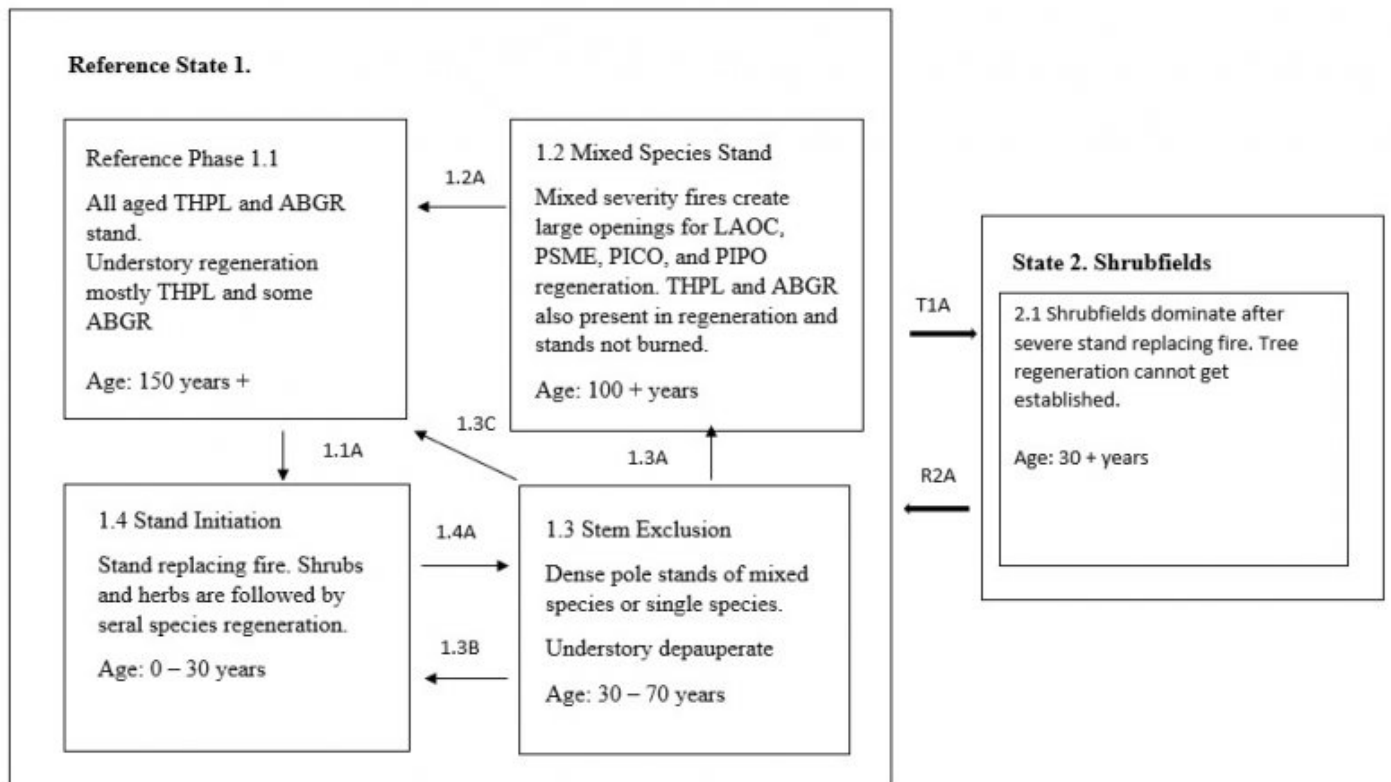 Reference State 1.
Reference Phase 1.1
All aged THPL and ABGR
stand.
Understory regeneration
mostly THPL and some
ABGR
Age: 150 years +
1.2A
1.2 Mixed Species Stand
Mixed severity fires create
large openings for LAOC,
PSME, PICO, and PIPO
regeneration. THPL and ABGR
also present in regeneration and
stands not burned.
Age: 100 + years
1.1A
1.3C
1.3A
1.4 Stand Initiation
Stand replacing fire. Shrubs
and herbs are followed by
seral species regeneration.
Age: 0 – 30 years
1.4A
1.3B
1.3 Stem Exclusion
Dense pole stands of mixed
species or single species.
Understory depauperate
Age: 30 – 70 years
T1A
R2A
State 2. Shrubfields
2.1 Shrubfields dominate after
severe stand replacing fire. Tree
regeneration cannot get
established.
Age: 30 + years